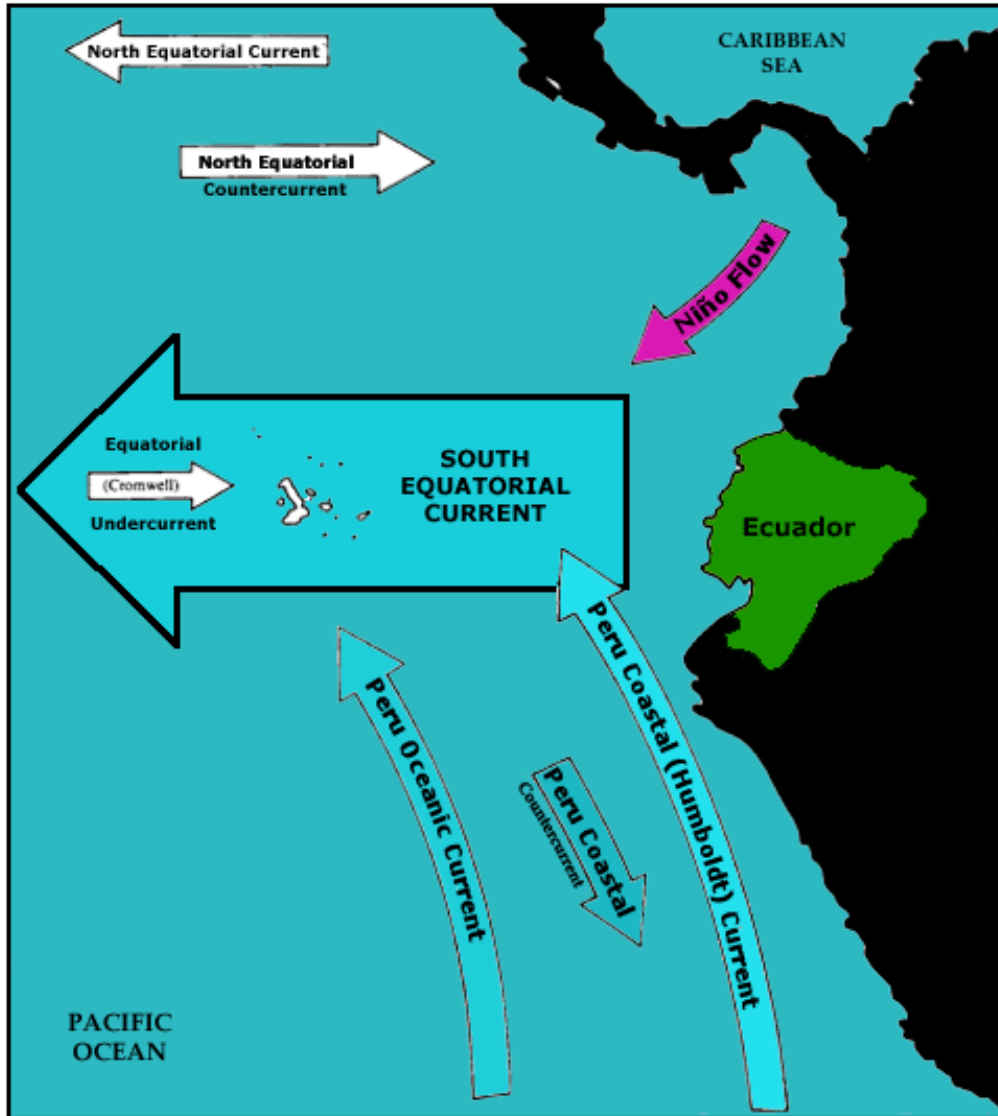 North Equatorial Current
CARIBBEAN
SEA
North Equatorial
Countercurrent
Niño Flow
Equatorial
(Cromwell)
Undercurrent
SOUTH
EQUATORIAL
CURRENT
Ecuador
Peru Oceanic Current
Peru Coastal
Countercurrent
Peru Coastal (Humboldt) Current
PACIFIC
OCEAN